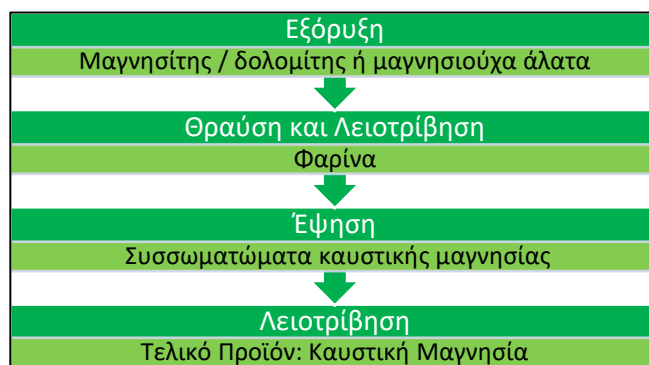 Εξόρυξη
Μαγνησίτης / δολομίτης ή μαγνησιούχα άλατα
Θραύση και Λειοτρίβηση
Φαρίνα
Έψηση
Συσσωματώματα καυστικής μαγνησίας
Λειοτρίβηση
Τελικό Προϊόν: Καυστική Μαγνησία